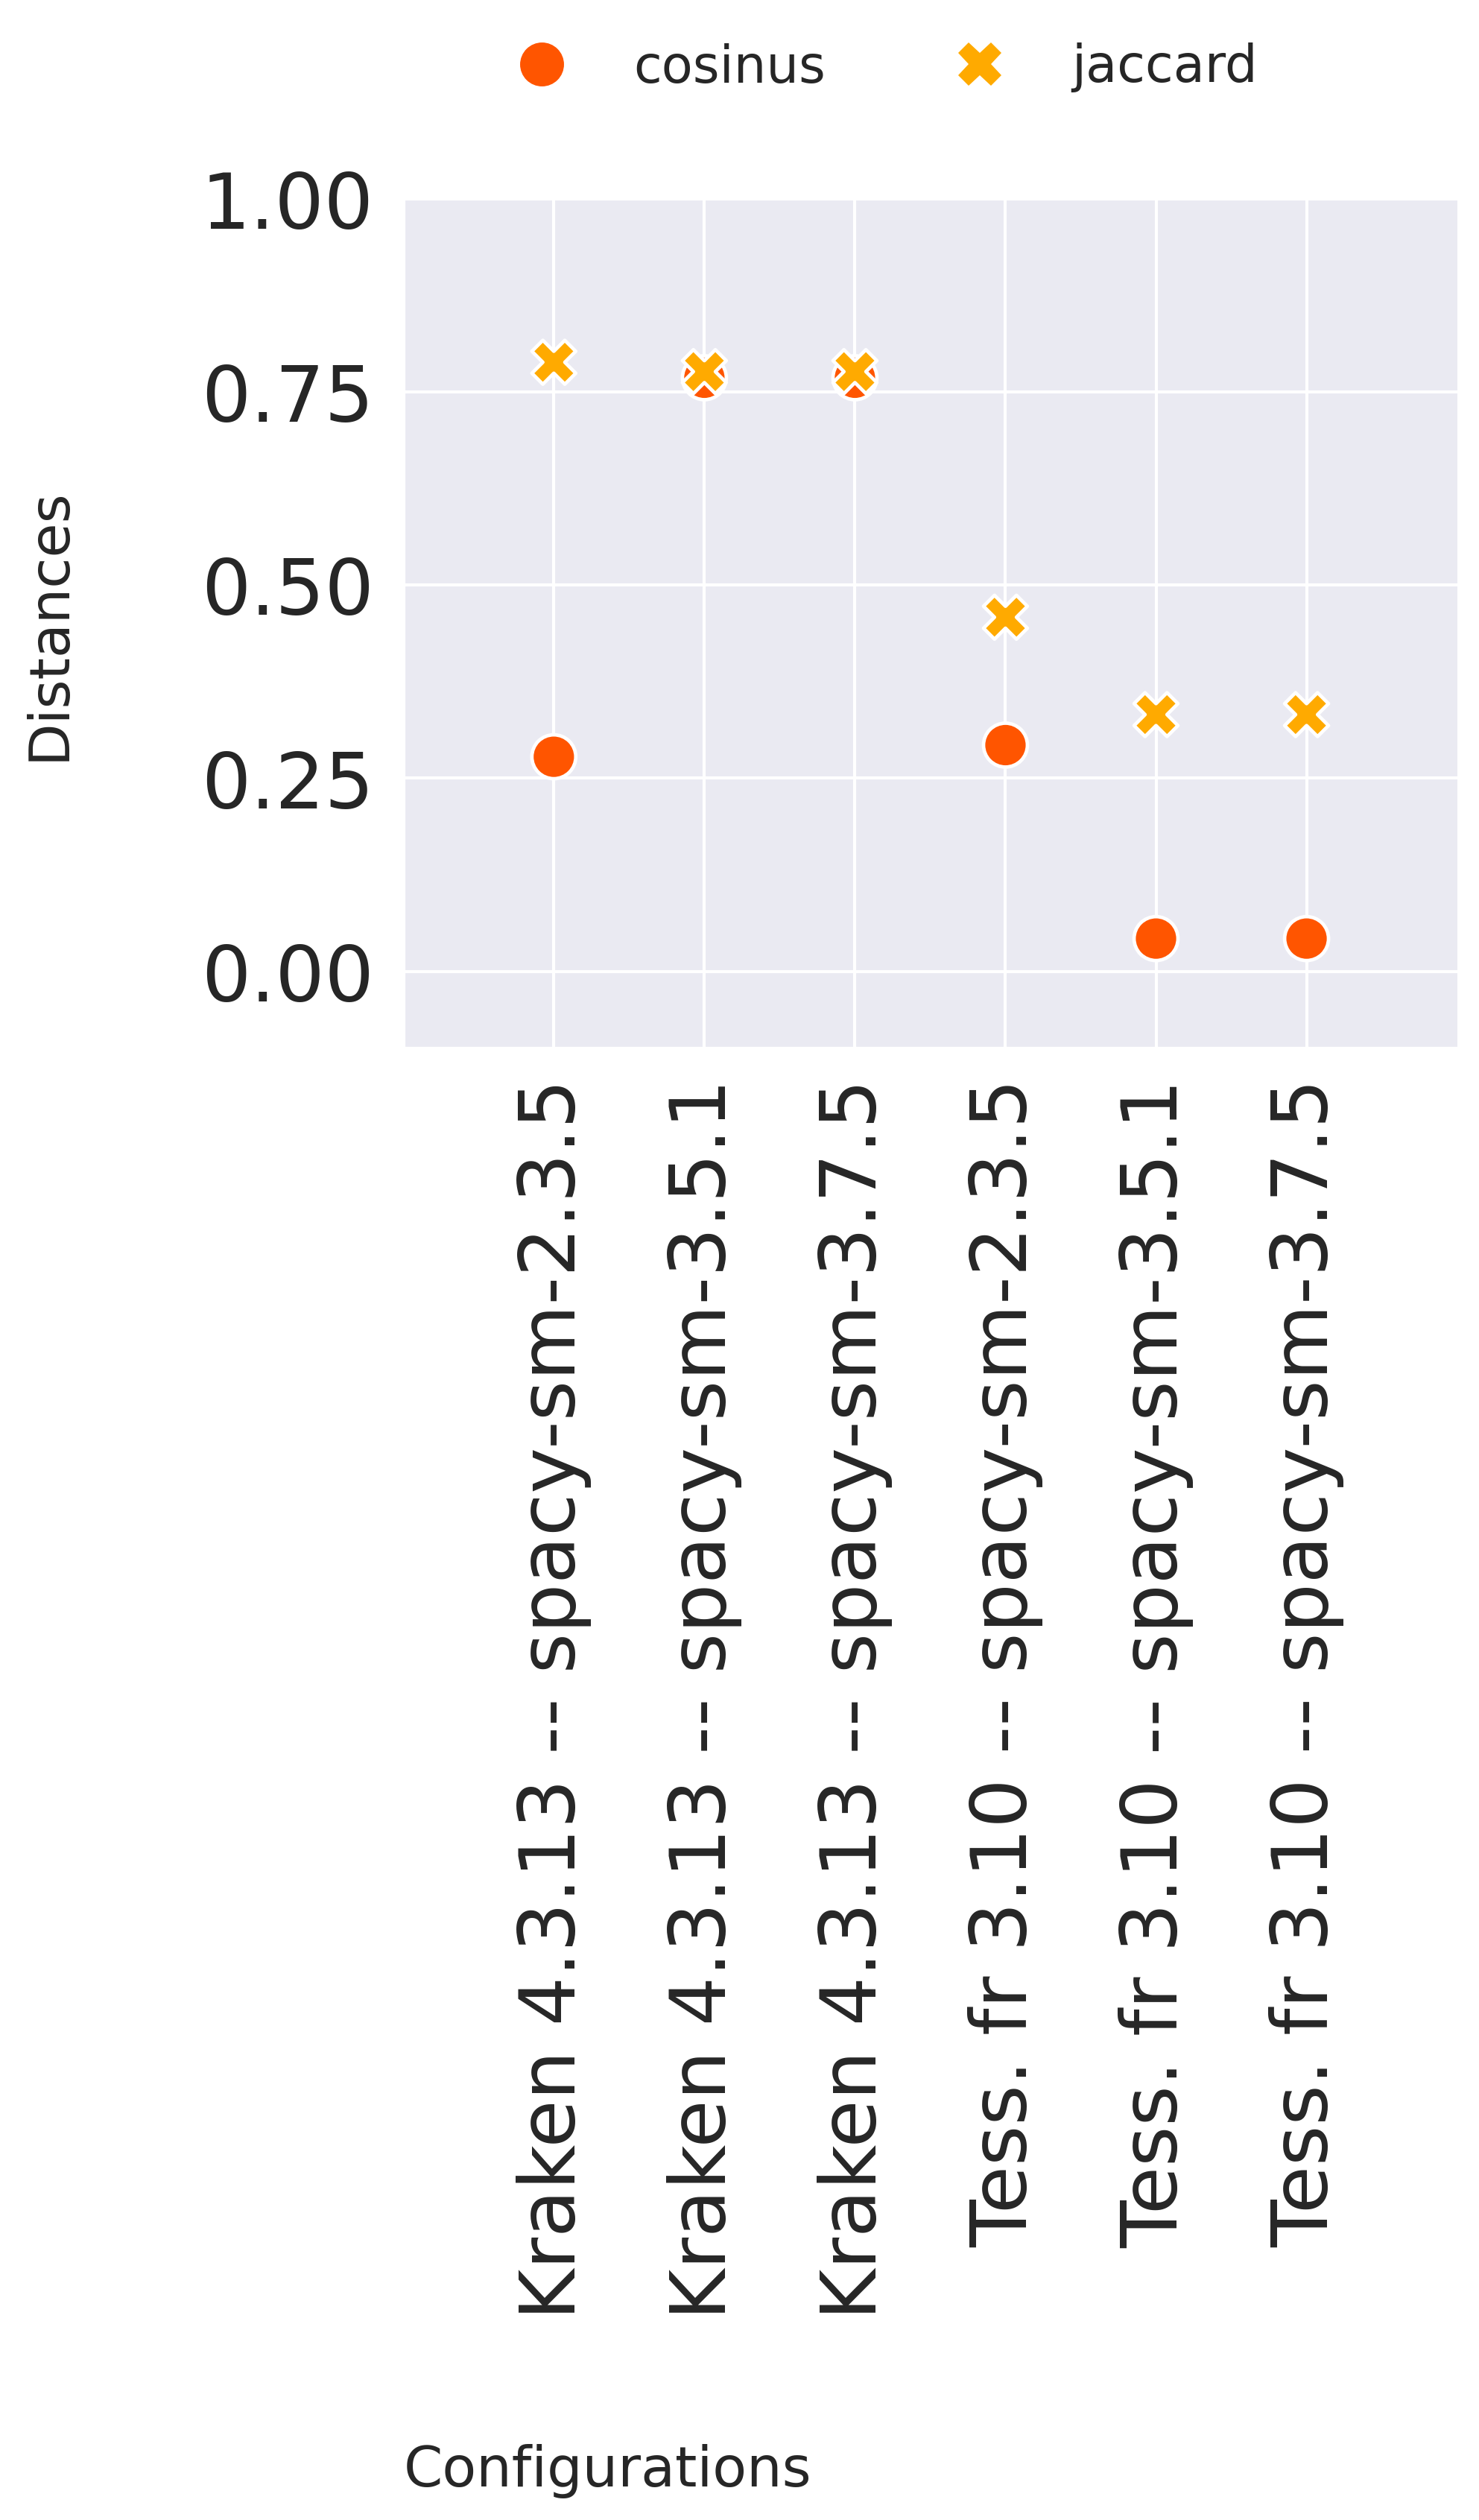 cosinus
jaccard
1.00
0.75
0.50
0.25
0.00
Distances
Kraken 4.3.13 -- spacy-sm-2.3.5
Kraken 4.3.13 -- spacy-sm-3.5.1
Kraken 4.3.13 -- spacy-sm-3.7.5
Tess. fr 3.10 -- spacy-sm-2.3.5
Tess. fr 3.10 -- spacy-sm-3.5.1
Tess. fr 3.10 -- spacy-sm-3.7.5
Configurations